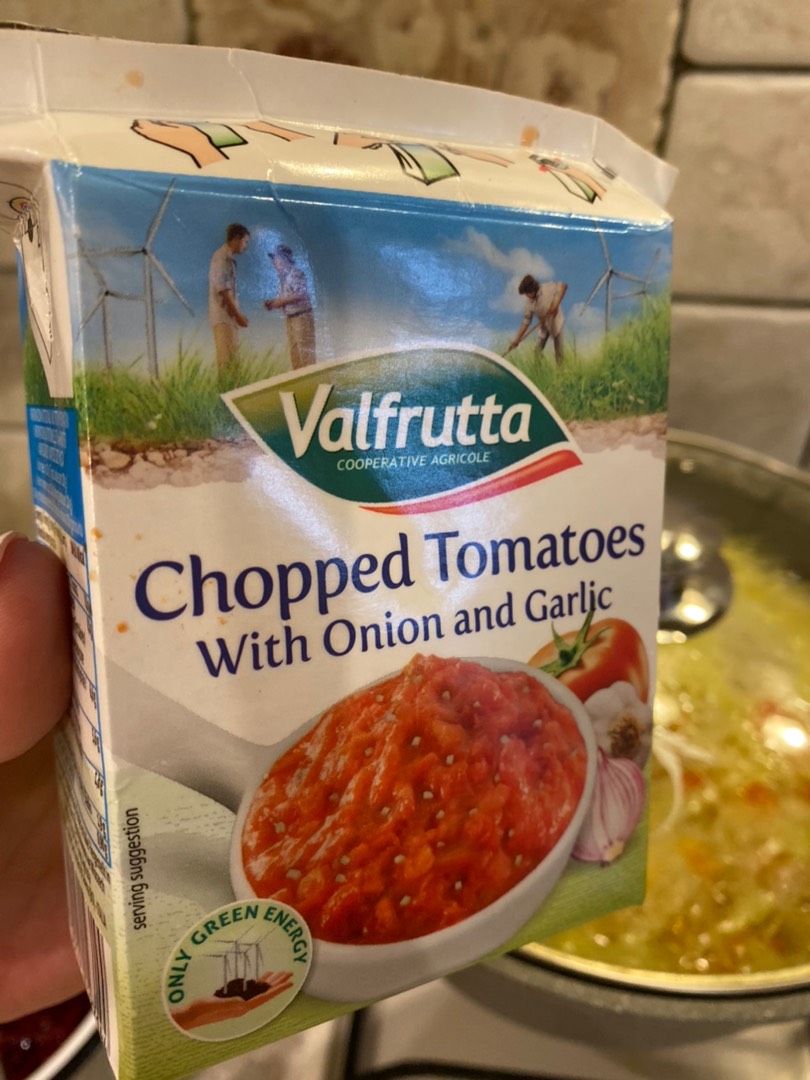 Valfrutta
COOPERATIVE AGRICOLE
Chopped Tomatoes
With Onion and Garlic
serving suggestion
ONLY GREEN ENERGY